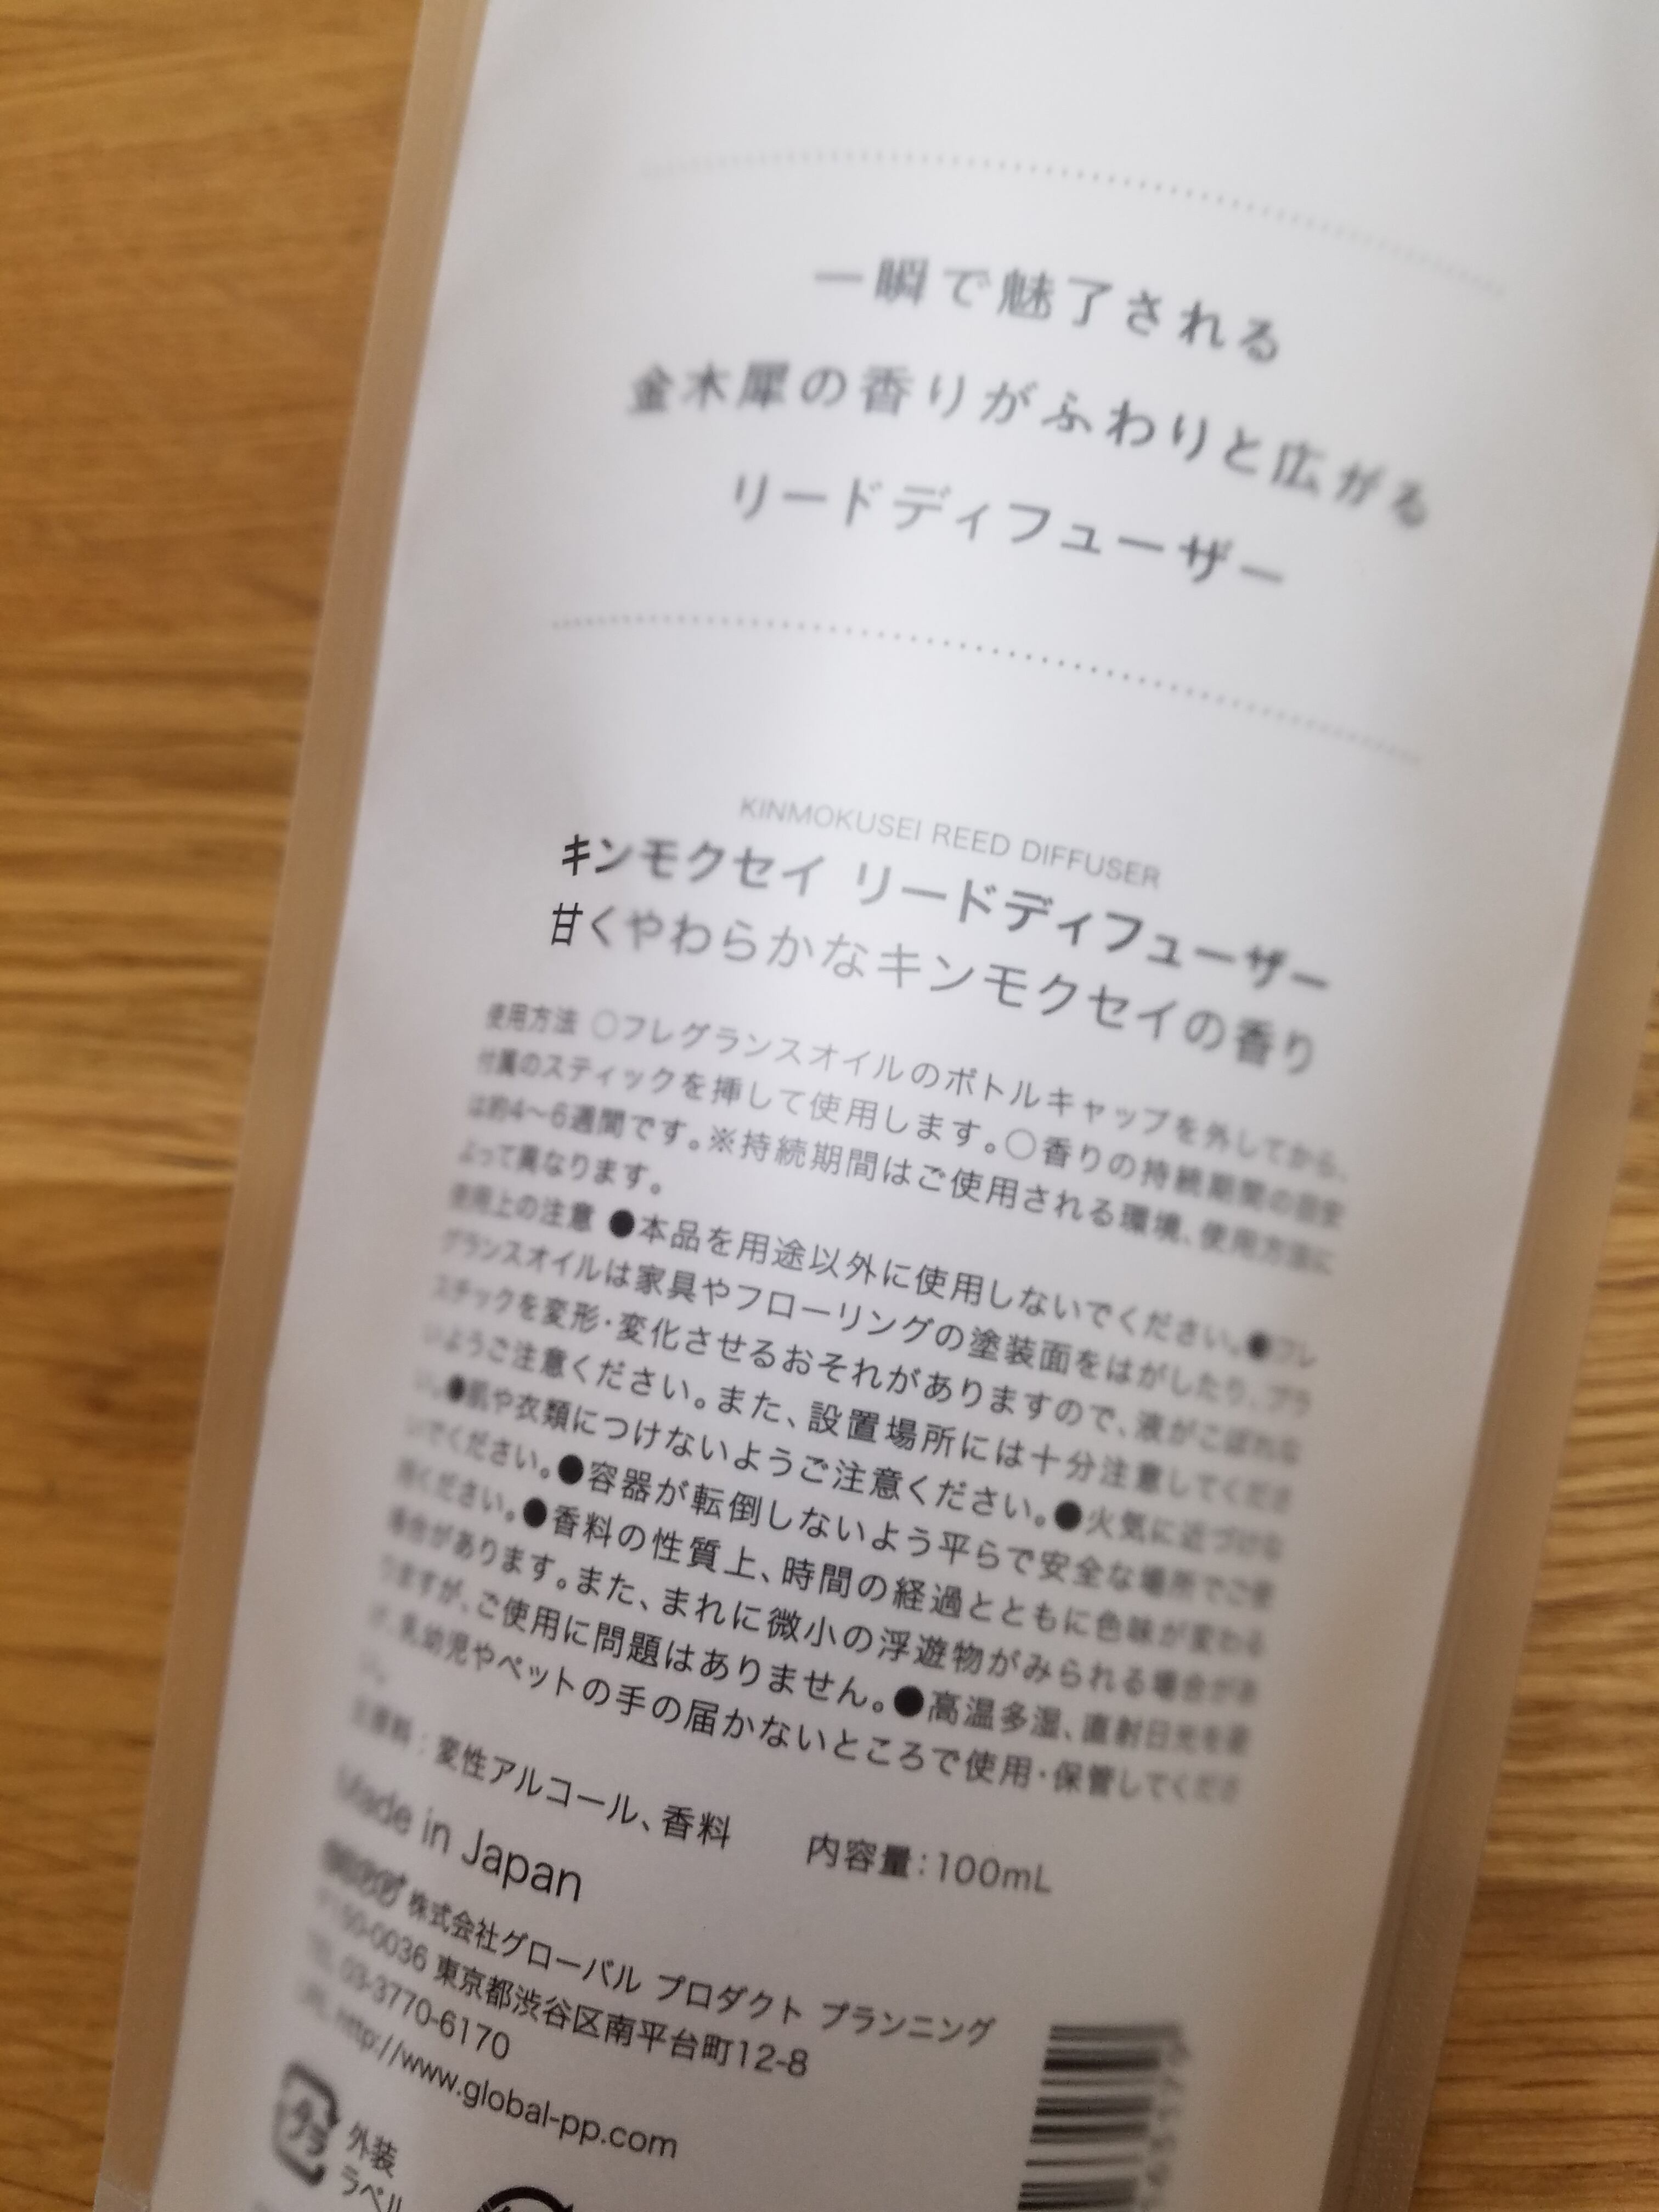 一瞬で魅了される
金木犀の香りがふわりと広がる
リードディフューザー
KINMOKUSEI REED DIFFUSER
キンモクセイ リードディフューザー
甘くやわらかなキンモクセイの香り
使用方法 ○フレグランスオイルのボトルキャップを外してから、
付属のスティックを挿して使用します。○香りの持続期間の目安
は約4〜6週間です。※持続期間はご使用される環境、使用方法に
よって異なります。
使用上の注意 ●本品を用途以外に使用しないでください。●フレ
グランスオイルは家具やフローリングの塗装面をはがしたり、プラ
スチックを変形・変化させるおそれがありますので、液がこぼれな
いようご注意ください。また、設置場所には十分注意してくださ
い。●肌や衣類につけないようご注意ください。●火気に近づけな
いでください。●容器が転倒しないよう平らで安全な場所でご使
用ください。●香料の性質上、時間の経過とともに色味が変わる
場合があります。また、まれに微小の浮遊物がみられる場合があ
りますが、ご使用に問題はありません。●高温多湿、直射日光を避
け、乳幼児やペットの手の届かないところで使用・保管してくださ
い。
主原料：変性アルコール、香料 内容量：100mL
Made in Japan
株式会社グローバル プロダクト プランニング
〒150-0036 東京都渋谷区南平台町12-8
TEL 03-3770-6170
URL http://www.global-pp.com
プラ 外装
ラベル